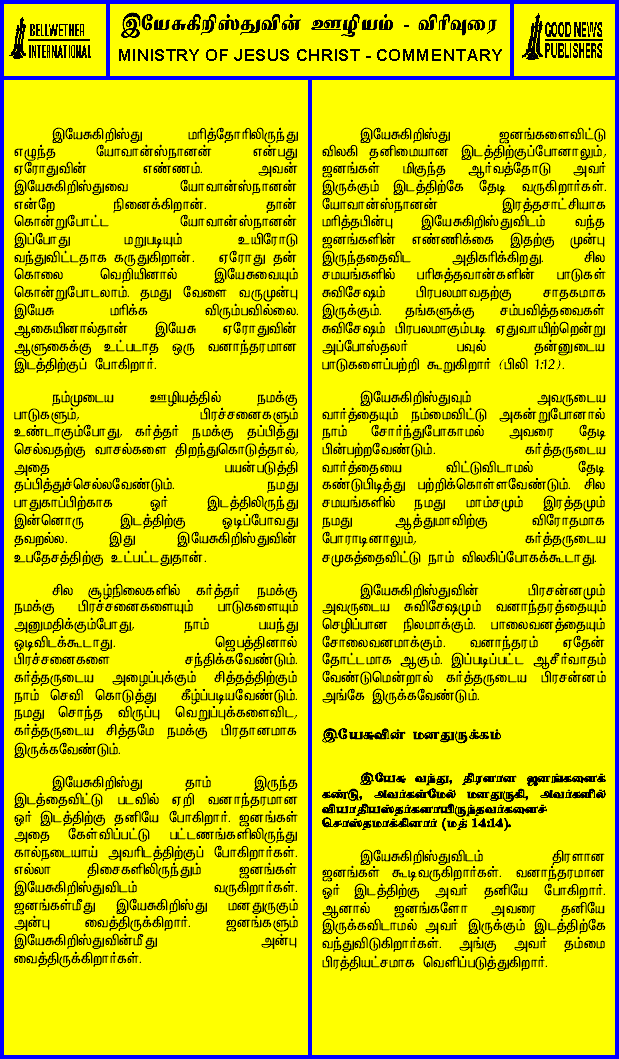 BELLWETHER
INTERNATIONAL
இயேசுகிறிஸ்துவின் ஊழியம் - விரிவுரை
MINISTRY OF JESUS CHRIST - COMMENTARY
GOOD NEWS
PUBLISHERS
இயேசுகிறிஸ்து மரித்தோரிலிருந்து
எழுந்த யோவான்ஸ்நானன் என்பது
ஏரோதுவின் எண்ணம். அவன்
இயேசுகிறிஸ்துவை யோவான்ஸ்நானன்
என்றே நினைக்கிறான். தான்
கொன்றுபோட்ட யோவான்ஸ்நானன்
இப்போது மறுபடியும் உயிரோடு
வந்துவிட்டதாக கருதுகிறான். ஏரோது தன்
கொலை வெறியினால் இயேசுவையும்
கொன்றுபோடலாம். தமது வேளை வருமுன்பு
இயேசு மரிக்க விரும்பவில்லை.
ஆகையினால்தான் இயேசு ஏரோதுவின்
ஆளுகைக்கு உட்படாத ஒரு வனாந்தரமான
இடத்திற்குப் போகிறார்.
நம்முடைய ஊழியத்தில் நமக்கு
பாடுகளும், பிரச்சனைகளும்
உண்டாகும்போது, கர்த்தர் நமக்கு தப்பித்து
செல்வதற்கு வாசல்களை திறந்துகொடுத்தால்,
அதை பயன்படுத்தி
தப்பித்துச்செல்லவேண்டும். நமது
பாதுகாப்பிற்காக ஓர் இடத்திலிருந்து
இன்னொரு இடத்திற்கு ஓடிப்போவது
தவறல்ல. இது இயேசுகிறிஸ்துவின்
உபதேசத்திற்கு உட்பட்டதுதான்.
சில சூழ்நிலைகளில் கர்த்தர் நமக்கு
நமக்கு பிரச்சனைகளையும் பாடுகளையும்
அனுமதிக்கும்போது, நாம் பயந்து
ஓடிவிடக்கூடாது. ஜெபத்தினால்
பிரச்சனைகளை சந்திக்கவேண்டும்.
கர்த்தருடைய அழைப்புக்கும் சித்தத்திற்கும்
நாம் செவி கொடுத்து கீழ்ப்படியவேண்டும்.
நமது சொந்த விருப்பு வெறுப்புக்களைவிட,
கர்த்தருடைய சித்தமே நமக்கு பிரதானமாக
இருக்கவேண்டும்.
இயேசுகிறிஸ்து தாம் இருந்த
இடத்தைவிட்டு படவில் ஏறி வனாந்தரமான
ஓர் இடத்திற்கு தனியே போகிறார். ஜனங்கள்
அதை கேள்விப்பட்டு பட்டணங்களிலிருந்து
கால்நடையாய் அவரிடத்திற்குப் போகிறார்கள்.
எல்லா திசைகளிலிருந்தும் ஜனங்கள்
இயேசுகிறிஸ்துவிடம் வருகிறார்கள்.
ஜனங்கள்மீது இயேசுகிறிஸ்து மனதுருகும்
அன்பு வைத்திருக்கிறார். ஜனங்களும்
இயேசுகிறிஸ்துவின்மீது அன்பு
வைத்திருக்கிறார்கள்.
இயேசுகிறிஸ்து ஜனங்களைவிட்டு
விலகி தனிமையான இடத்திற்குப்போனாலும்,
ஜனங்கள் மிகுந்த ஆர்வத்தோடு அவர்
இருக்கும் இடத்திற்கே தேடி வருகிறார்கள்.
யோவான்ஸ்நானன் இரத்தசாட்சியாக
மரித்தபின்பு இயேசுகிறிஸ்துவிடம் வந்த
ஜனங்களின் எண்ணிக்கை இதற்கு முன்பு
இருந்ததைவிட அதிகரிக்கிறது. சில
சமயங்களில் பரிசுத்தவான்களின் பாடுகள்
சுவிசேஷம் பிரபலமாவதற்கு சாதகமாக
இருக்கும். தங்களுக்கு சம்பவித்தவைகள்
சுவிசேஷம் பிரபலமாகும்படி ஏதுவாயிற்றென்று
அப்போஸ்தலர் பவுல் தன்னுடைய
பாடுகளைப்பற்றி கூறுகிறார் (பிலி 1:12).
இயேசுகிறிஸ்துவும் அவருடைய
வார்த்தையும் நம்மைவிட்டு அகன்றுபோனால்
நாம் சோர்ந்துபோகாமல் அவரை தேடி
பின்பற்றவேண்டும். கர்த்தருடைய
வார்த்தையை விட்டுவிடாமல் தேடி
கண்டுபிடித்து பற்றிக்கொள்ளவேண்டும். சில
சமயங்களில் நமது மாம்சமும் இரத்தமும்
நமது ஆத்துமாவிற்கு விரோதமாக
போராடினாலும், கர்த்தருடைய
சமுகத்தைவிட்டு நாம் விலகிப்போகக்கூடாது.
இயேசுகிறிஸ்துவின் பிரசன்னமும்
அவருடைய சுவிசேஷமும் வனாந்தரத்தையும்
செழிப்பான நிலமாக்கும். பாலைவனத்தையும்
சோலைவனமாக்கும். வனாந்தரம் ஏதேன்
தோட்டமாக ஆகும். இப்படிப்பட்ட ஆசீர்வாதம்
வேண்டுமென்றால் கர்த்தருடைய பிரசன்னம்
அங்கே இருக்கவேண்டும்.
இயேசுவின் மனதுருக்கம்
இயேசு வந்து, திரளான ஜனங்களைக்
கண்டு, அவர்கள்மேல் மனதுருகி, அவர்களில்
வியாதியஸ்தர்களாயிருந்தவர்களைச்
சொஸ்தமாக்கினார் (மத் 14:14).
இயேசுகிறிஸ்துவிடம் திரளான
ஜனங்கள் கூடிவருகிறார்கள். வனாந்தரமான
ஓர் இடத்திற்கு அவர் தனியே போகிறார்.
ஆனால் ஜனங்களோ அவரை தனியே
இருக்கவிடாமல் அவர் இருக்கும் இடத்திற்கே
வந்துவிடுகிறார்கள். அங்கு அவர் தம்மை
பிரத்தியட்சமாக வெளிப்படுத்துகிறார்.